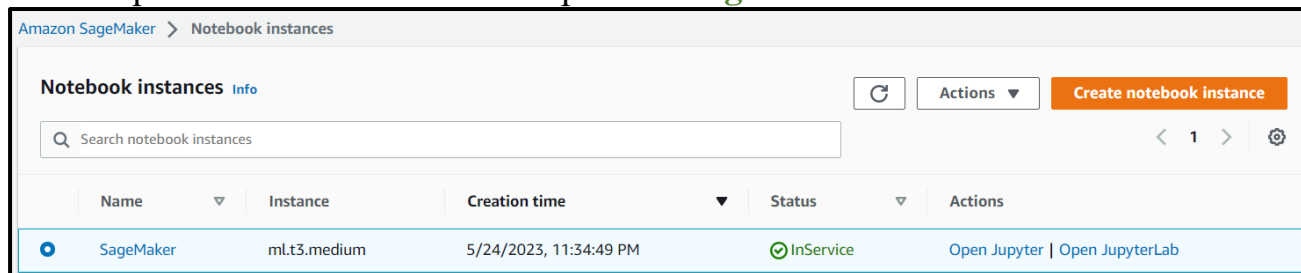 Amazon SageMaker > Notebook instances
Notebook instances Info
Actions ▼ Create notebook instance
Search notebook instances
< 1 >
Name Instance Creation time Status Actions
SageMaker ml.t3.medium 5/24/2023, 11:34:49 PM InService Open Jupyter | Open JupyterLab